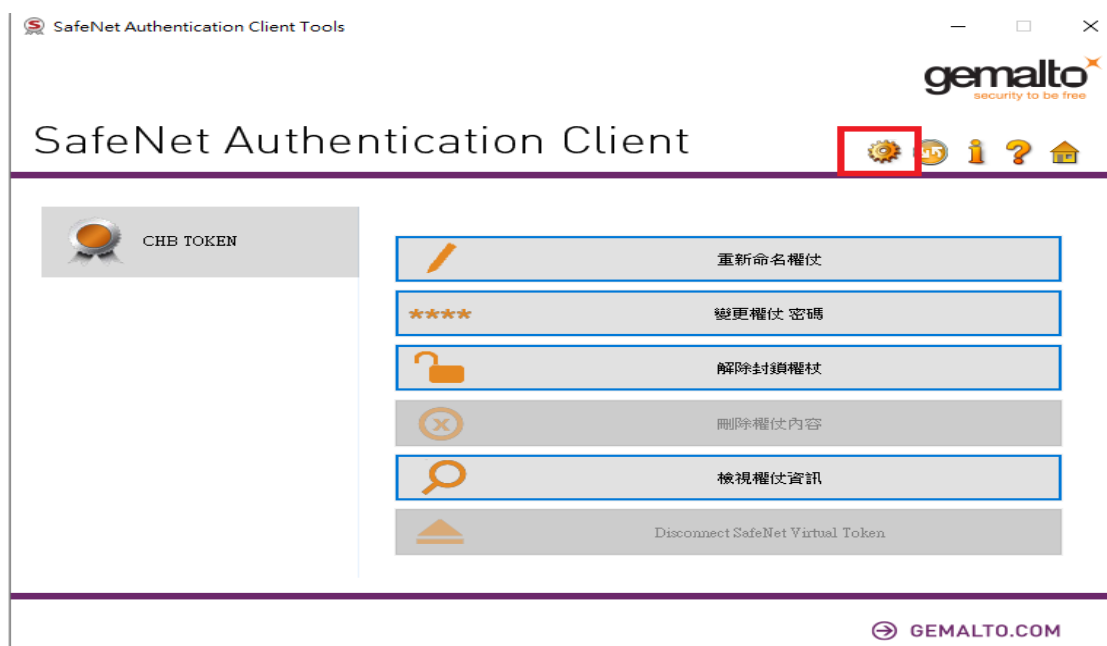 SafeNet Authentication Client Tools
gemalto
security to be free
SafeNet Authentication Client
CHB TOKEN
重新命名權仗
****
變更權仗 密碼
解除封鎖權杖
刪除權仗內容
檢視權仗資訊
Disconnect SafeNet Virtual Token
GEMALTO.COM